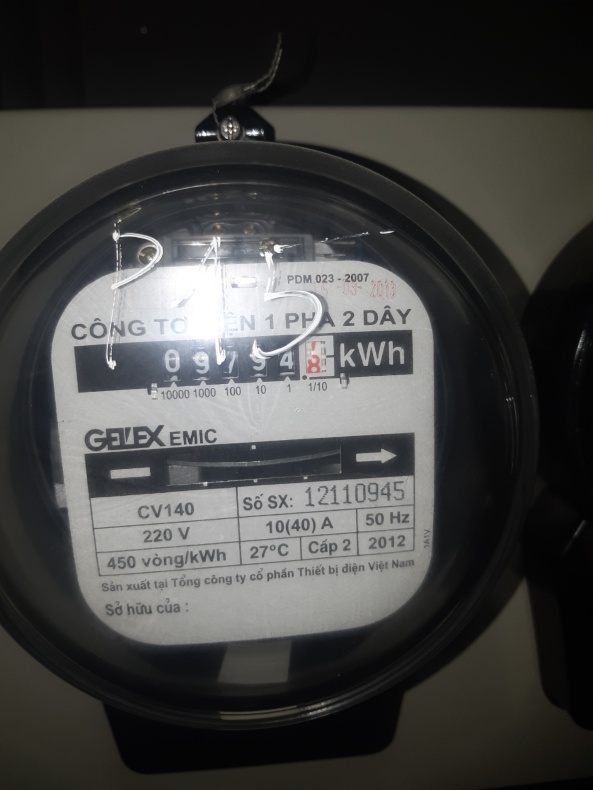 P A 5
PDM 023 - 2007
- 03- 2013
CÔNG TƠ ĐIỆN 1 PHA 2 DÂY
0 9 7 9 4 8 kWh
10000 1000 100 10 1 1/10
GELEX EMIC
CV140 Số SX: 12110945
220 V 10(40) A 50 Hz
450 vòng/kWh 27°C Cấp 2 2012
Sản xuất tại Tổng công ty cổ phần Thiết bị điện Việt Nam
Sở hữu của :